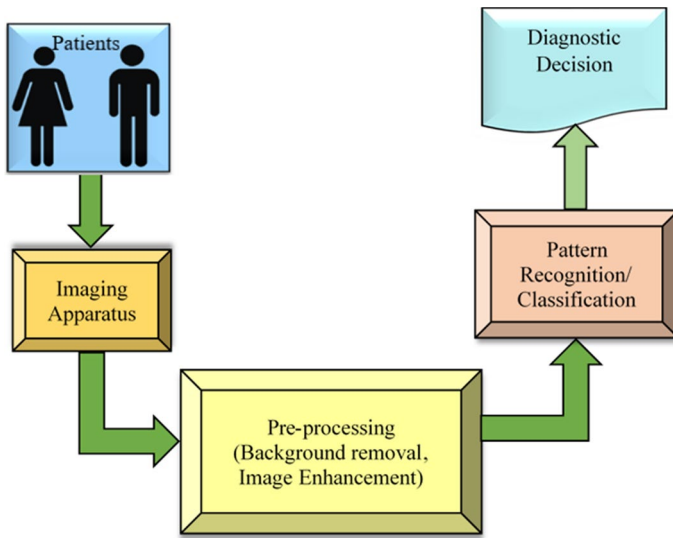 Patients
Imaging
Apparatus
Pre-processing
(Background removal,
Image Enhancement)
Pattern
Recognition/
Classification
Diagnostic
Decision